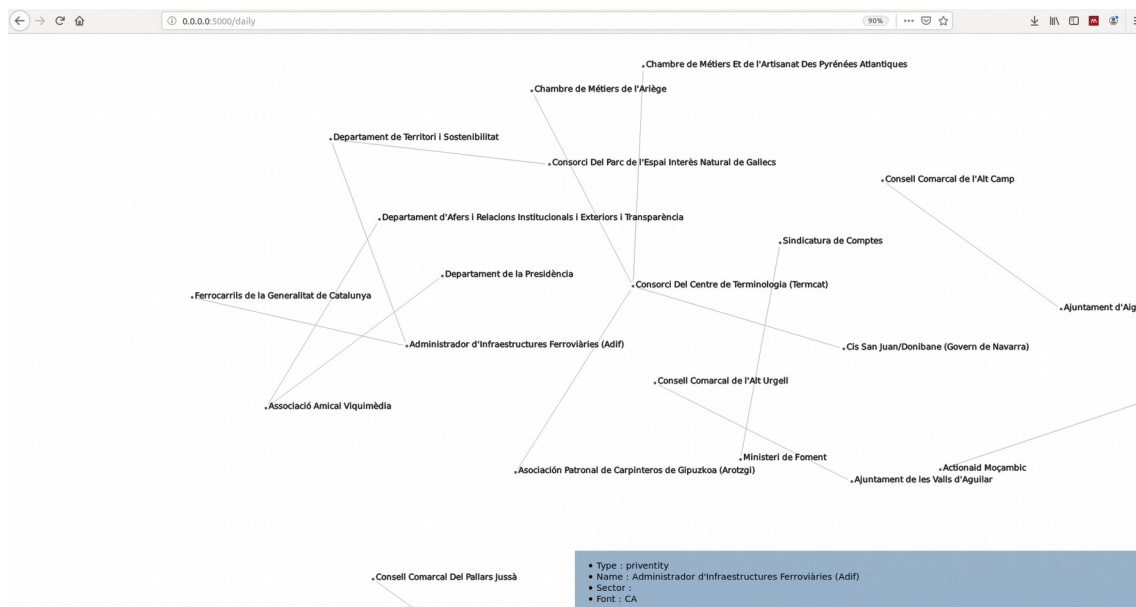 0.0.0.0:5000/daily
90%
Chambre de Métiers Et de l'Artisanat Des Pyrénées Atlantiques
Chambre de Métiers de l'Ariège
Departament de Territori i Sostenibilitat
Consorci Del Parc de l'Espai Interès Natural de Gallecs
Consell Comarcal de l'Alt Camp
Departament d'Afers i Relacions Institucionals i Exteriors i Transparència
Sindicatura de Comptes
Departament de la Presidència
Consorci Del Centre de Terminologia (Termcat)
Ferrocarrils de la Generalitat de Catalunya
Ajuntament d'Aig
Administrador d'Infraestructures Ferroviàries (Adif)
Cis San Juan/Donibane (Govern de Navarra)
Consell Comarcal de l'Alt Urgell
Associació Amical Viquimèdia
Ministeri de Foment
Asociación Patronal de Carpinteros de Gipuzkoa (Arotzgi)
Actionaid Moçambic
Ajuntament de les Valls d'Aguilar
Consell Comarcal Del Pallars Jussà
• Type : priventity
• Name : Administrador d'Infraestructures Ferroviàries (Adif)
• Sector :
• Font : CA